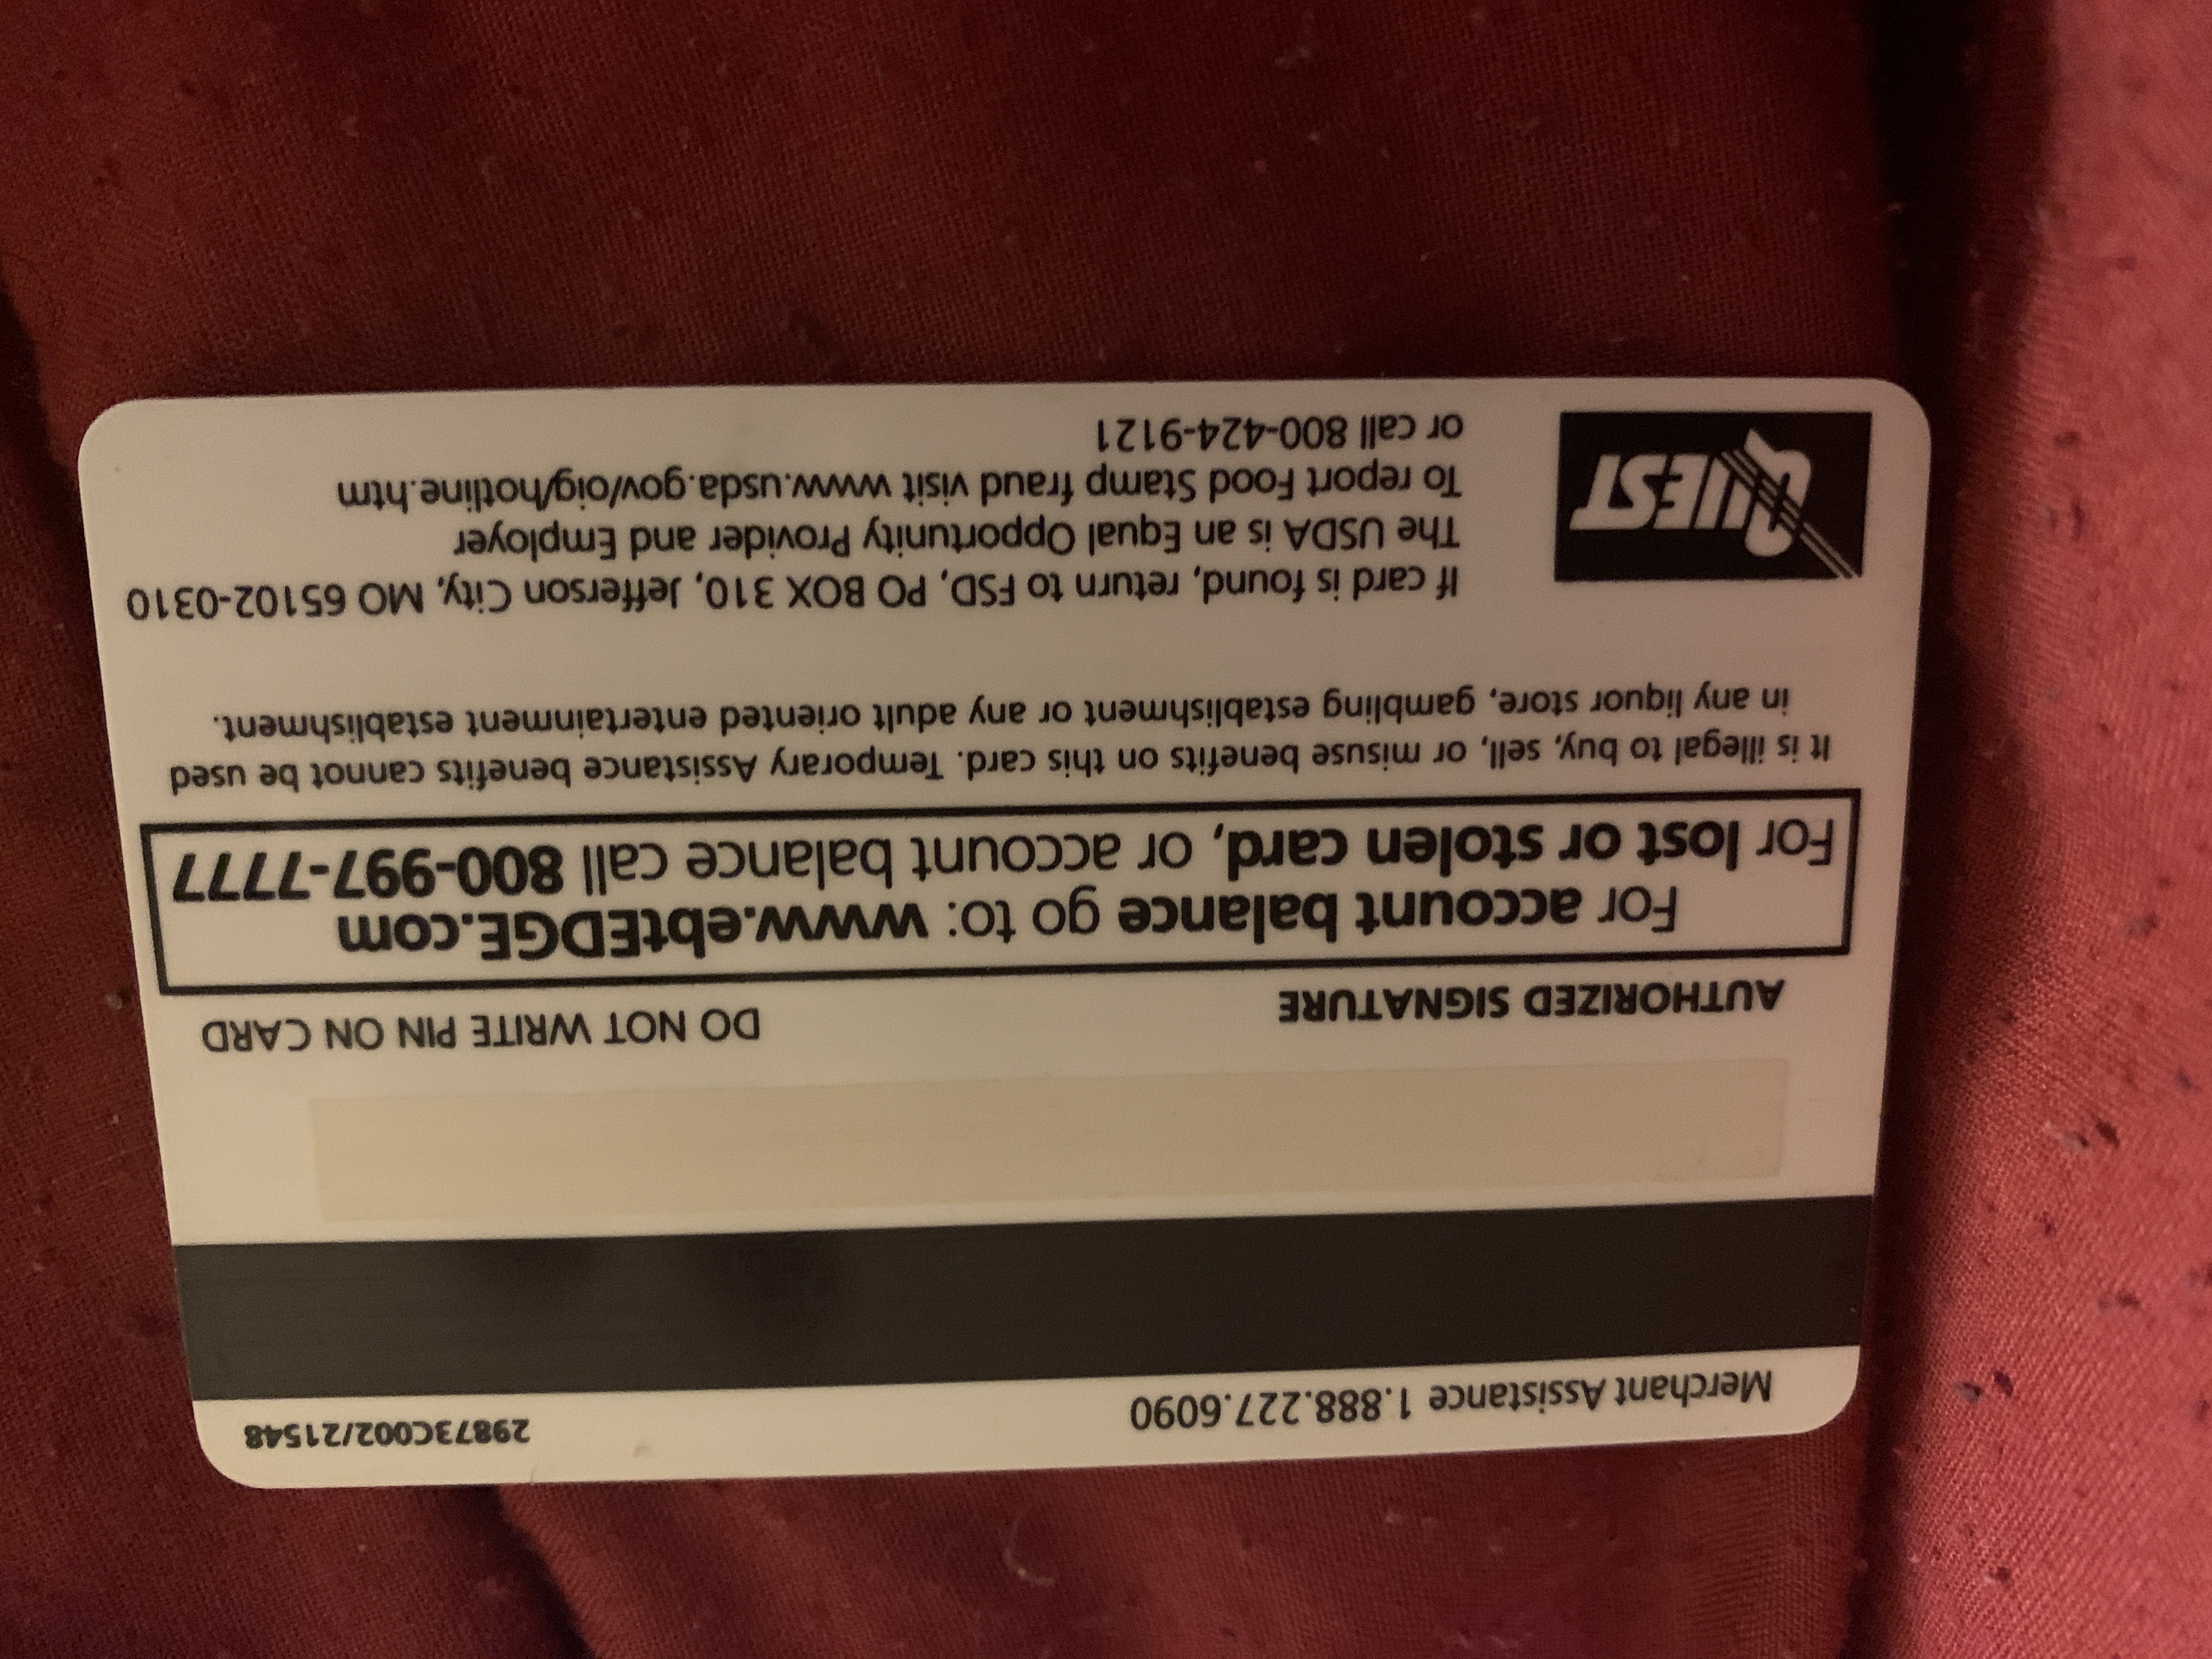 Merchant Assistance 1.888.227.6090
29873C002/21548
AUTHORIZED SIGNATURE
DO NOT WRITE PIN ON CARD
For account balance go to: www.ebtEDGE.com
For lost or stolen card, or account balance call 800-997-7777
It is illegal to buy, sell, or misuse benefits on this card. Temporary Assistance benefits cannot be used
in any liquor store, gambling establishment or any adult oriented entertainment establishment.
If card is found, return to FSD, PO BOX 310, Jefferson City, MO 65102-0310
The USDA is an Equal Opportunity Provider and Employer
To report Food Stamp fraud visit www.usda.gov/oig/hotline.htm
or call 800-424-9121
QUEST